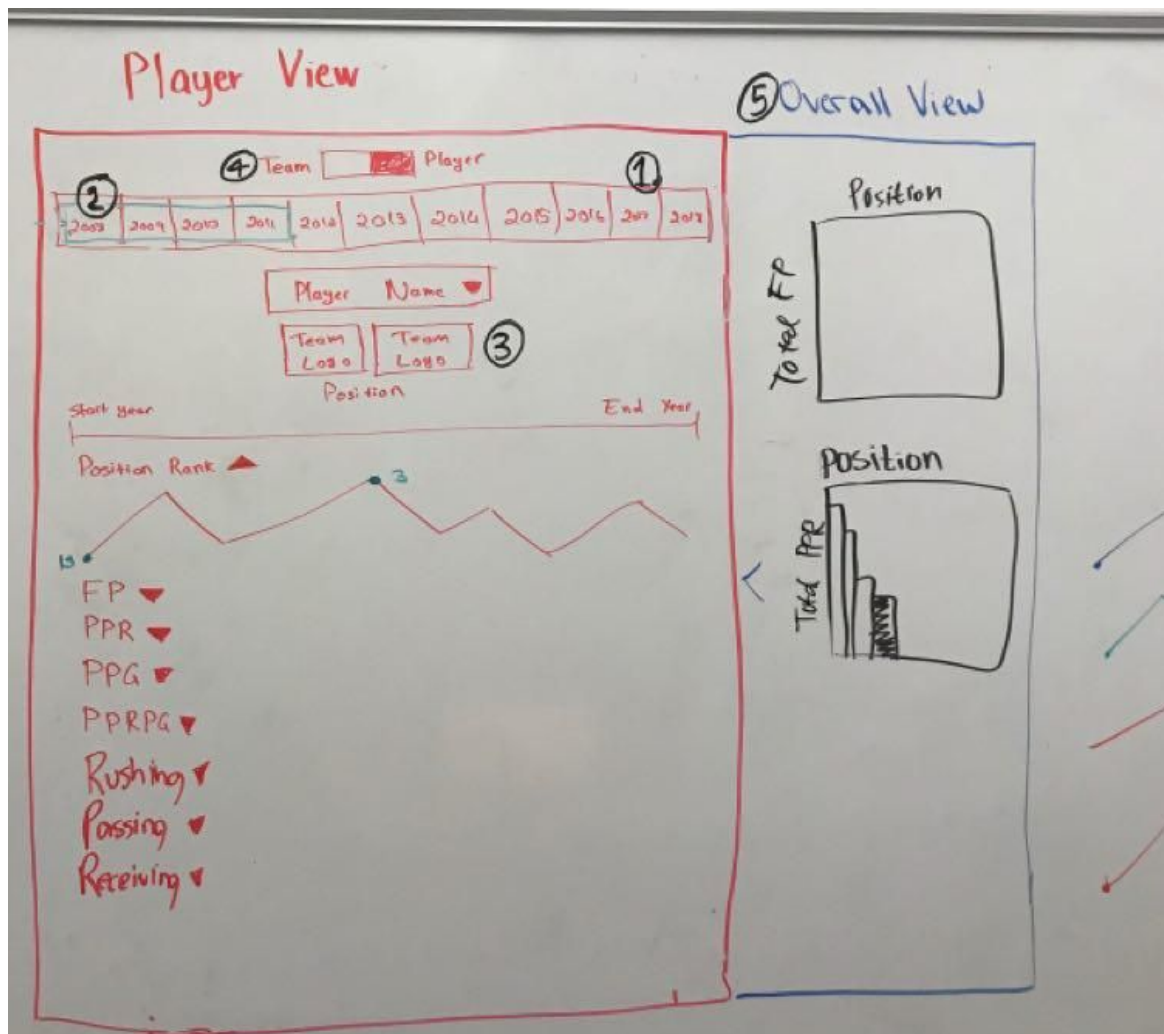 Player View
⑤ Overall View
④ Team Player
① 
②
2008 2009 2010 2011 2012 2013 2014 2015 2016 2017 2018
Player Name
Team Logo Team Logo
③
Position
Start year End Year
Position Rank
3
FP
PPR
PPG
PPRPG
Rushing
Passing
Receiving
Position
Total FP
Position
Total PPR